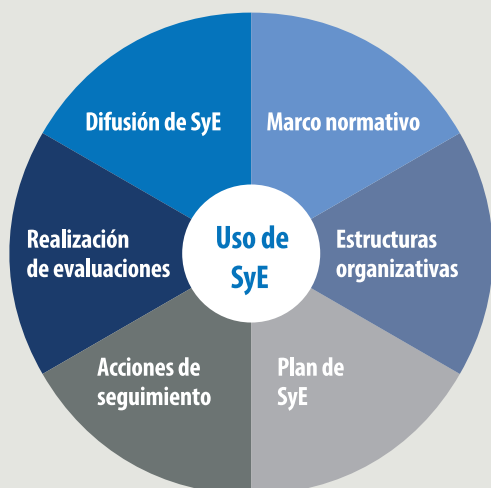 Difusión de SyE
Marco normativo
Realización
de evaluaciones
Uso de
SyE
Estructuras
organizativas
Acciones de
seguimiento
Plan de
SyE